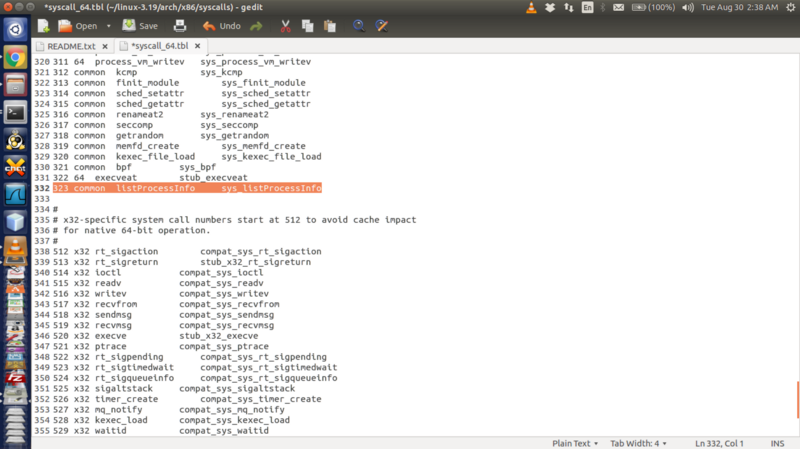 *syscall_64.tbl (~/linux-3.19/arch/x86/syscalls) - gedit
En (100%) Tue Aug 30 2:38 AM
Open Save Undo
README.txt × *syscall_64.tbl ×
320 311 64 process_vm_writev sys_process_vm_writev
321 312 common kcmp sys_kcmp
322 313 common finit_module sys_finit_module
323 314 common sched_setattr sys_sched_setattr
324 315 common sched_getattr sys_sched_getattr
325 316 common renameat2 sys_renameat2
326 317 common seccomp sys_seccomp
327 318 common getrandom sys_getrandom
328 319 common memfd_create sys_memfd_create
329 320 common kexec_file_load sys_kexec_file_load
330 321 common bpf sys_bpf
331 322 64 execveat stub_execveat
332 323 common listProcessInfo sys_listProcessInfo
333
334 #
335 # x32-specific system call numbers start at 512 to avoid cache impact
336 # for native 64-bit operation.
337 #
338 512 x32 rt_sigaction compat_sys_rt_sigaction
339 513 x32 rt_sigreturn stub_x32_rt_sigreturn
340 514 x32 ioctl compat_sys_ioctl
341 515 x32 readv compat_sys_readv
342 516 x32 writev compat_sys_writev
343 517 x32 recvfrom compat_sys_recvfrom
344 518 x32 sendmsg compat_sys_sendmsg
345 519 x32 recvmsg compat_sys_recvmsg
346 520 x32 execve stub_x32_execve
347 521 x32 ptrace compat_sys_ptrace
348 522 x32 rt_sigpending compat_sys_rt_sigpending
349 523 x32 rt_sigtimedwait compat_sys_rt_sigtimedwait
350 524 x32 rt_sigqueueinfo compat_sys_rt_sigqueueinfo
351 525 x32 sigaltstack compat_sys_sigaltstack
352 526 x32 timer_create compat_sys_timer_create
353 527 x32 mq_notify compat_sys_mq_notify
354 528 x32 kexec_load compat_sys_kexec_load
355 529 x32 waitid compat_sys_waitid
Plain Text Tab Width: 4 Ln 332, Col 1 INS